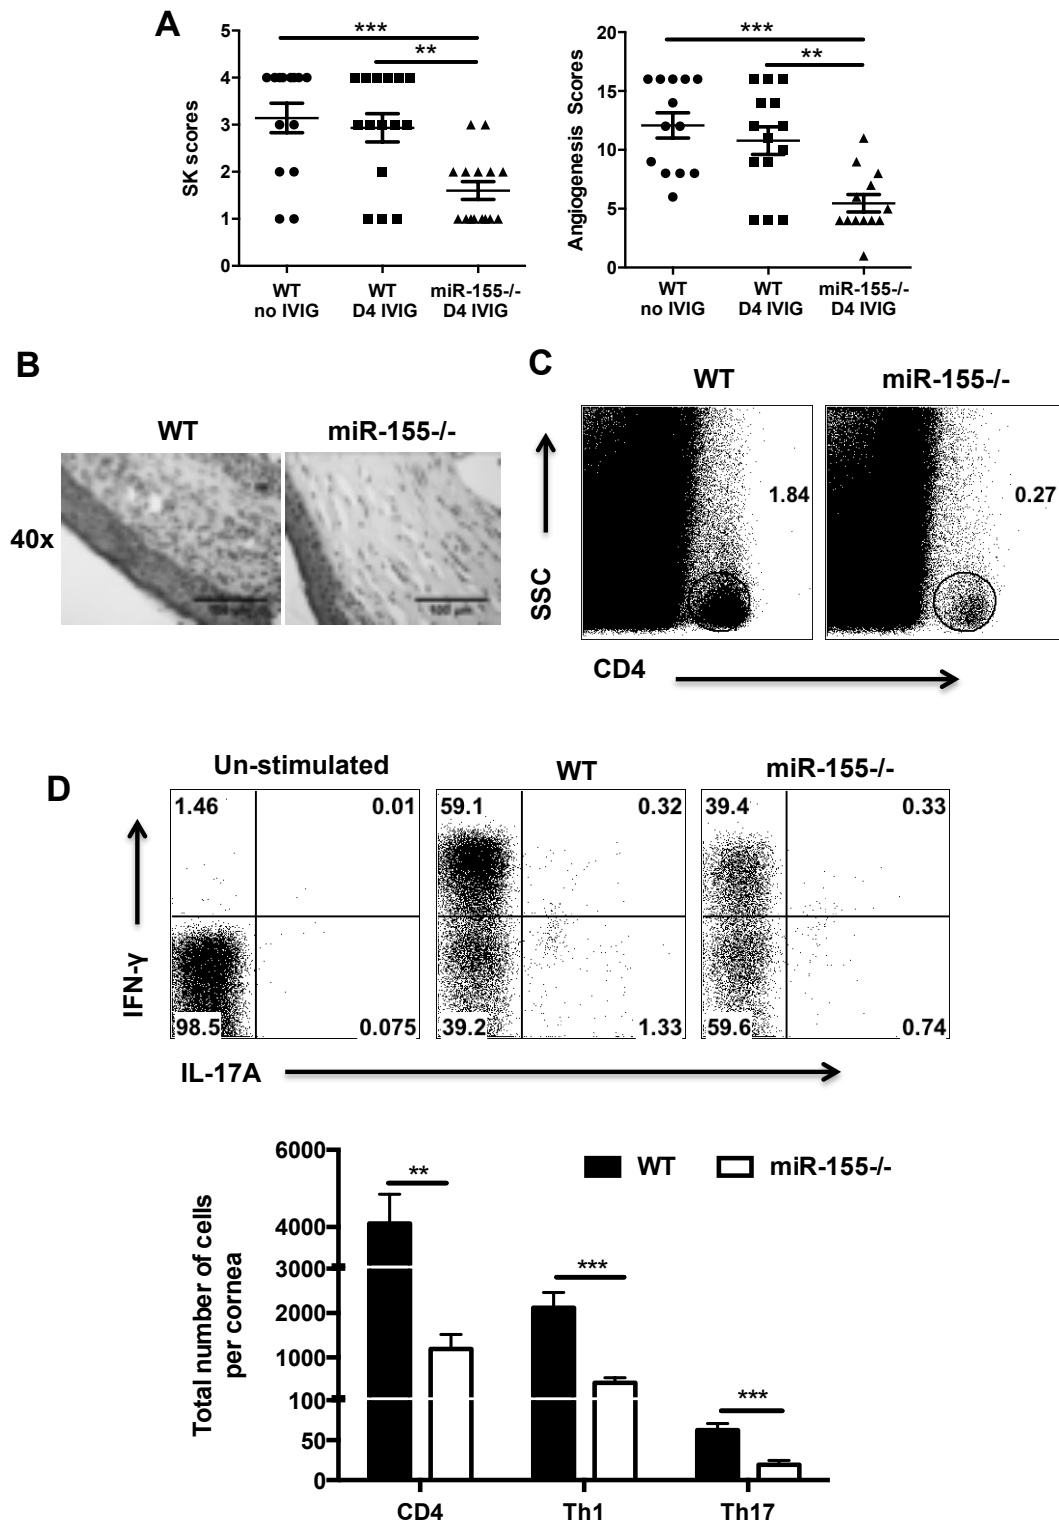 A
5
4
3
2
1
0
SK scores
***
**
WT
no IVIG
WT
D4 IVIG
miR-155-/-
D4 IVIG
20
15
10
5
0
Angiogenesis Scores
***
**
WT
no IVIG
WT
D4 IVIG
miR-155-/-
D4 IVIG
B
WT
miR-155-/-
40x
100 µm
C
WT
miR-155-/-
1.84
0.27
SSC
CD4
D
Un-stimulated
WT
miR-155-/-
1.46
0.01
98.5
0.075
59.1
0.32
39.2
1.33
39.4
0.33
59.6
0.74
IFN-γ
IL-17A
6000
4000
3000
2000
1000
100
50
0
Total number of cells
per cornea
WT
miR-155-/-
**
***
***
CD4
Th1
Th17